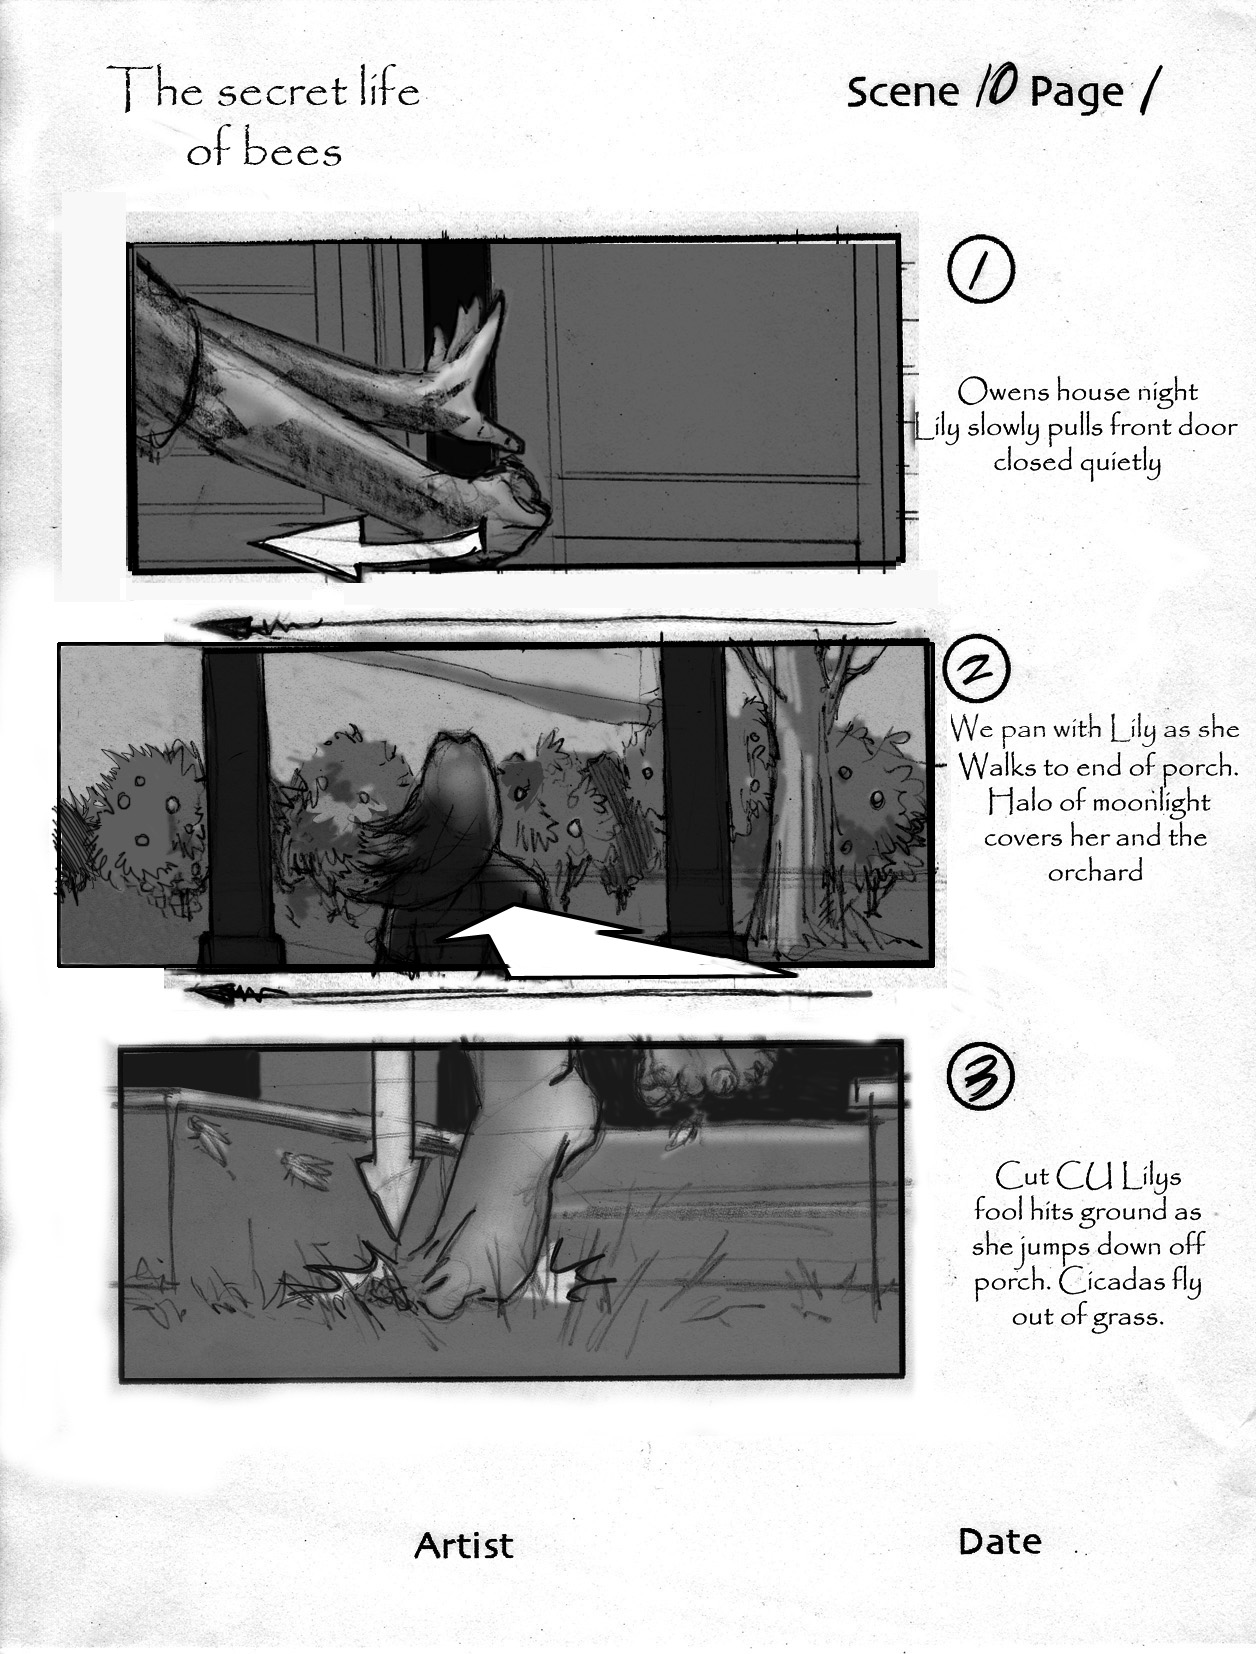 The secret life
of bees
Scene 10 Page 1
1
Owens house night
Lily slowly pulls front door
closed quietly
2
We pan with Lily as she
Walks to end of porch.
Halo of moonlight
covers her and the
orchard
3
Cut CU Lilys
fool hits ground as
she jumps down off
porch. Cicadas fly
out of grass.
Artist
Date